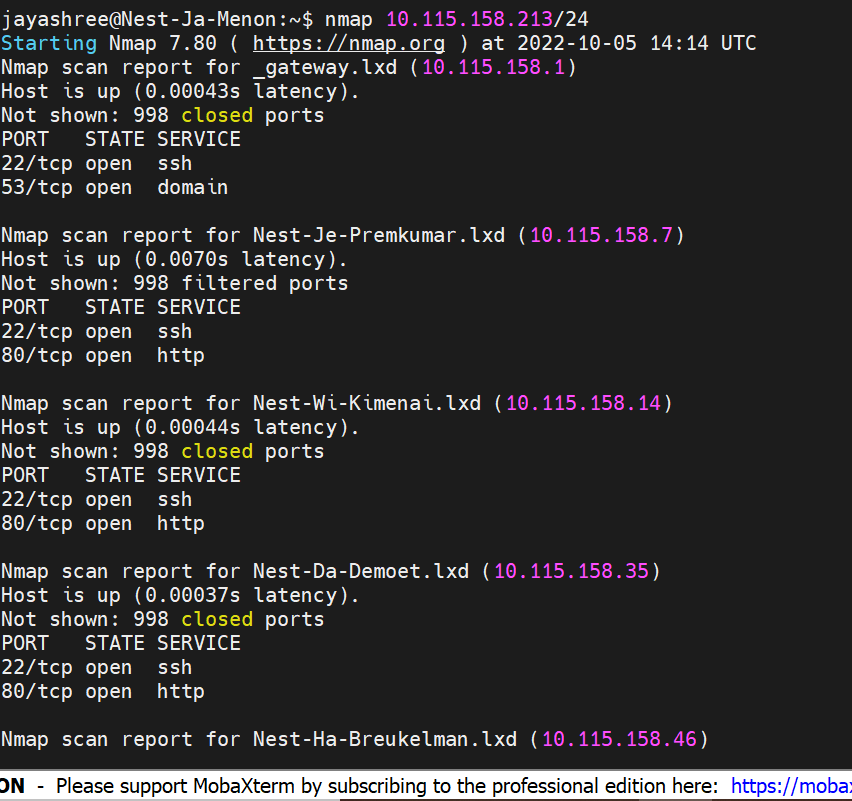 jayashree@Nest-Ja-Menon:~$ nmap 10.115.158.213/24
Starting Nmap 7.80 ( https://nmap.org ) at 2022-10-05 14:14 UTC
Nmap scan report for _gateway.lxd (10.115.158.1)
Host is up (0.00043s latency).
Not shown: 998 closed ports
PORT   STATE SERVICE
22/tcp open  ssh
53/tcp open  domain

Nmap scan report for Nest-Je-Premkumar.lxd (10.115.158.7)
Host is up (0.0070s latency).
Not shown: 998 filtered ports
PORT   STATE SERVICE
22/tcp open  ssh
80/tcp open  http

Nmap scan report for Nest-Wi-Kimenai.lxd (10.115.158.14)
Host is up (0.00044s latency).
Not shown: 998 closed ports
PORT   STATE SERVICE
22/tcp open  ssh
80/tcp open  http

Nmap scan report for Nest-Da-Demoet.lxd (10.115.158.35)
Host is up (0.00037s latency).
Not shown: 998 closed ports
PORT   STATE SERVICE
22/tcp open  ssh
80/tcp open  http

Nmap scan report for Nest-Ha-Breukelman.lxd (10.115.158.46)
ON - Please support MobaXterm by subscribing to the professional edition here: https://moba